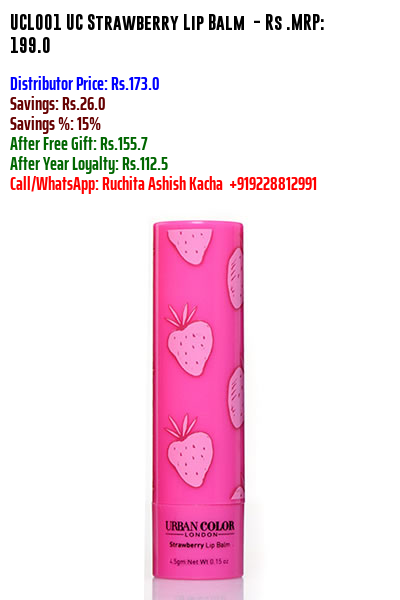 UCL001 UC Strawberry Lip Balm - Rs .MRP:
199.0
Distributor Price: Rs.173.0
Savings: Rs.26.0
Savings %: 15%
After Free Gift: Rs.155.7
After Year Loyalty: Rs.112.5
Call/WhatsApp: Ruchita Ashish Kacha +919228812991
URBAN COLOR
LONDON
Strawberry Lip Balm
4.5gm Net Wt 0.15 oz